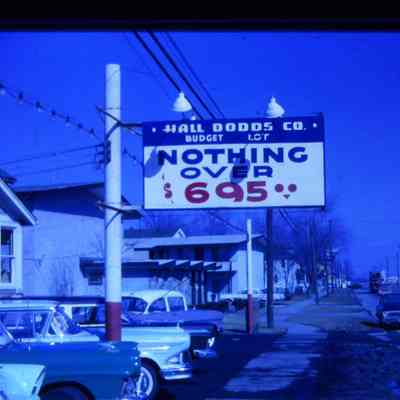 HALL DODDS CO.
BUDGET LOT
NOTHING
OVER
$695.00